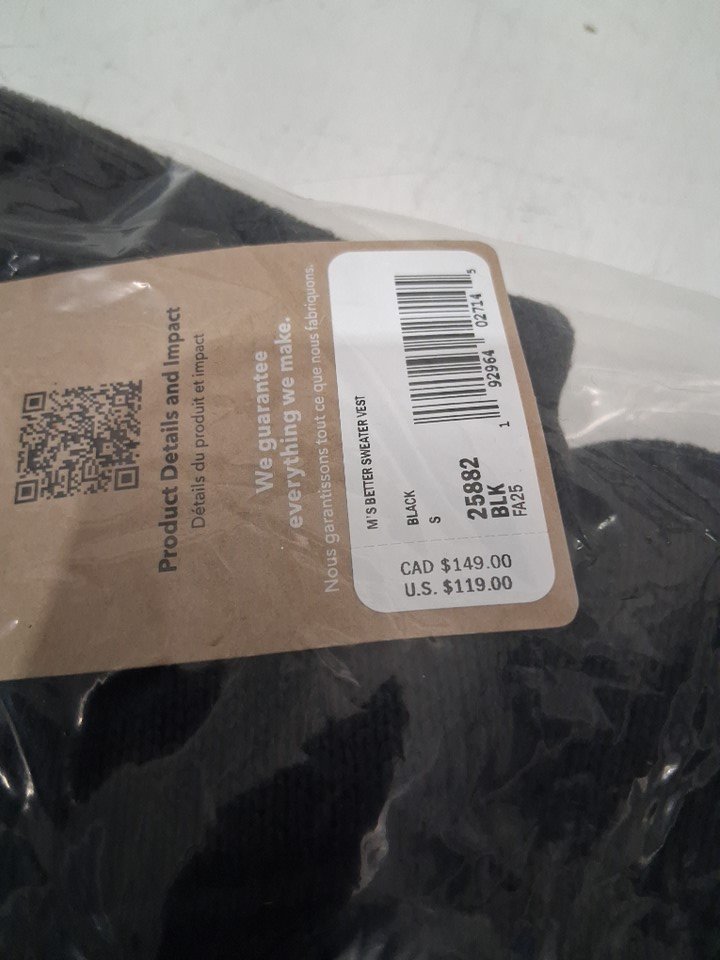 Product Details and Impact
Détails du produit et impact
We guarantee
everything we make.
Nous garantissons tout ce que nous fabriquons.
M'S BETTER SWEATER VEST
BLACK
S
25882
BLK
FA25
1 92964 02714 5
CAD $149.00
U.S. $119.00